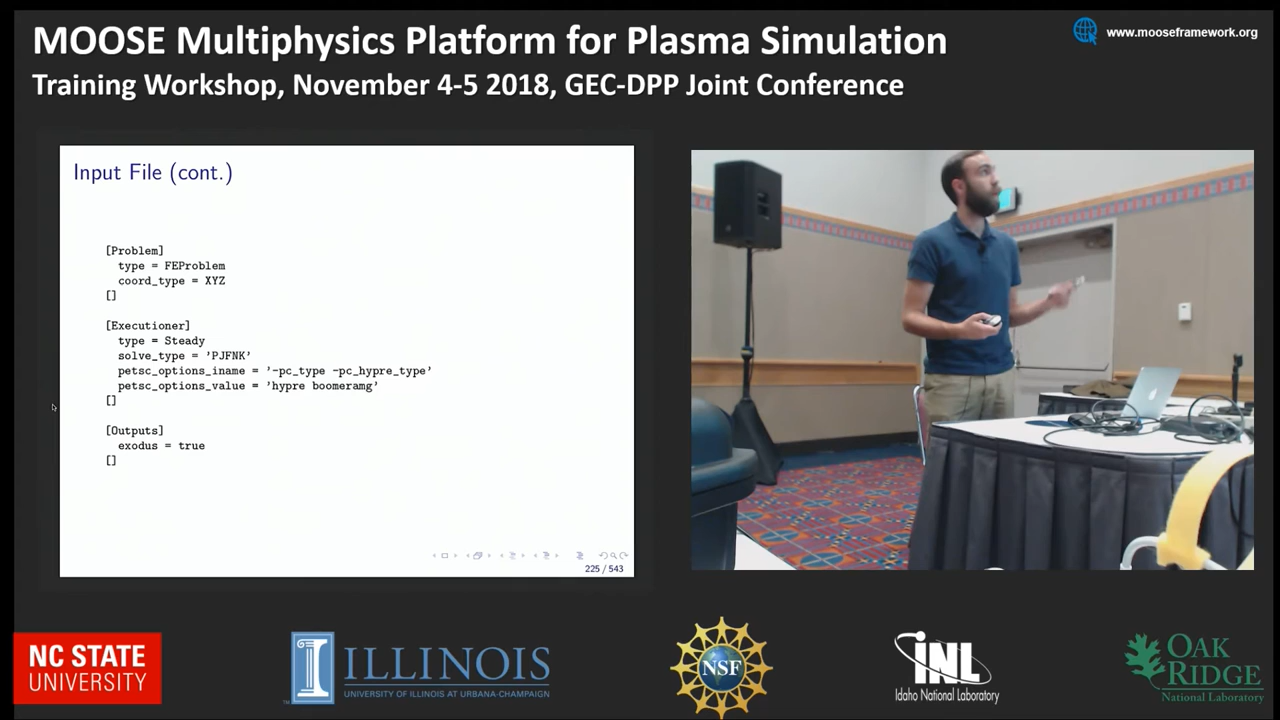 MOOSE Multiphysics Platform for Plasma Simulation
www.mooseframework.org
Training Workshop, November 4-5 2018, GEC-DPP Joint Conference
Input File (cont.)
[Problem]
type = FEProblem
coord_type = XYZ
[]
[Executioner]
type = Steady
solve_type = 'PJFNK'
petsc_options_iname = '-pc_type -pc_hypre_type'
petsc_options_value = 'hypre boomeramg'
[]
[Outputs]
exodus = true
[]
225 / 543
NC STATE
UNIVERSITY
ILLINOIS
UNIVERSITY OF ILLINOIS AT URBANA-CHAMPAIGN
NSF
INL
Idaho National Laboratory
OAK
RIDGE
National Laboratory